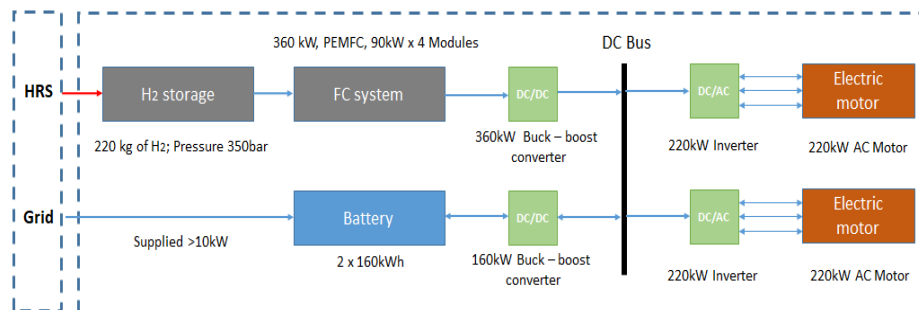 360 kW, PEMFC, 90kW x 4 Modules
DC Bus
HRS
H2 storage
FC system
DC/DC
DC/AC
Electric
motor
220 kg of H2; Pressure 350bar
360kW Buck – boost
converter
220kW Inverter
220kW AC Motor
Grid
Battery
DC/DC
DC/AC
Electric
motor
Supplied >10kW
2 x 160kWh
160kW Buck – boost
converter
220kW Inverter
220kW AC Motor